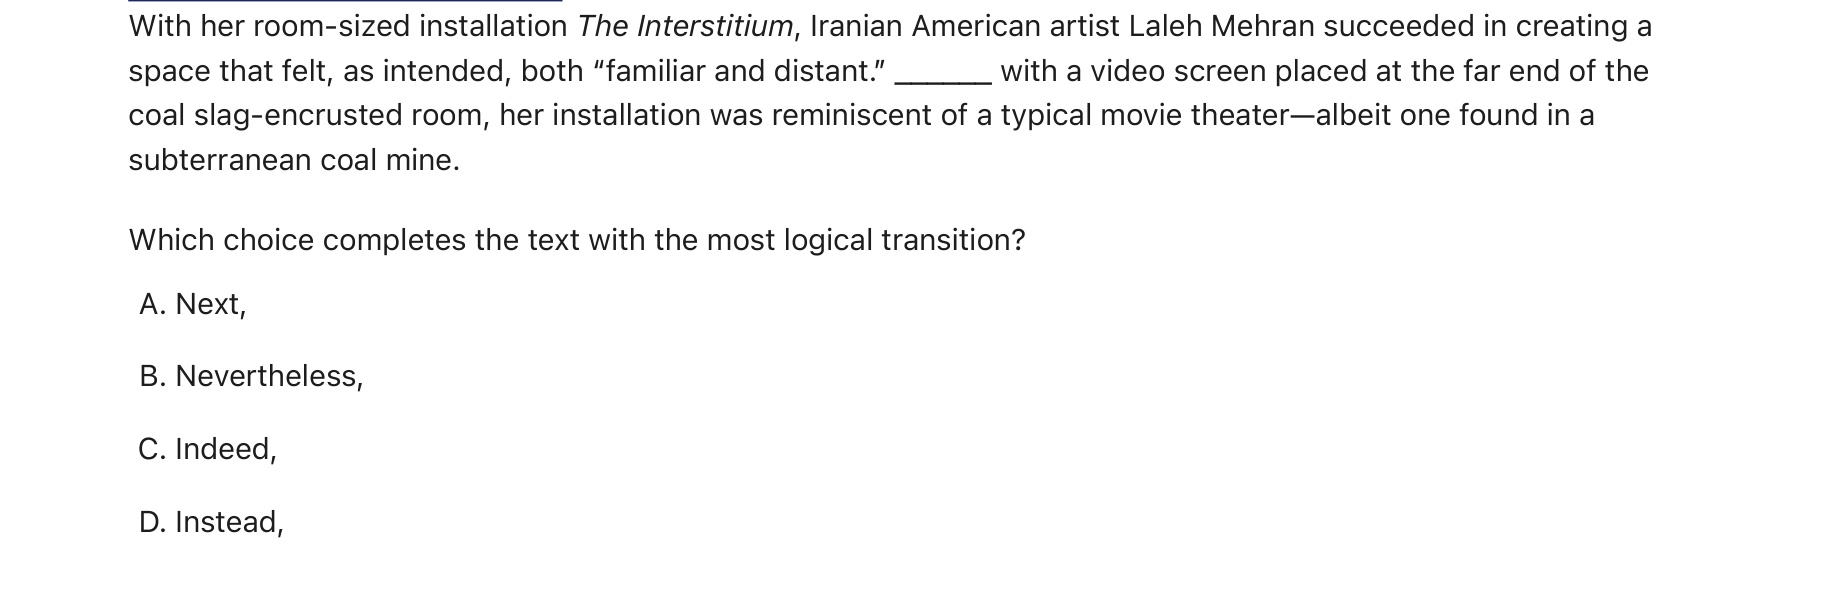 With her room-sized installation The Interstitium, Iranian American artist Laleh Mehran succeeded in creating a
space that felt, as intended, both “familiar and distant.” ______ with a video screen placed at the far end of the
coal slag-encrusted room, her installation was reminiscent of a typical movie theater—albeit one found in a
subterranean coal mine.
Which choice completes the text with the most logical transition?
A. Next,
B. Nevertheless,
C. Indeed,
D. Instead,